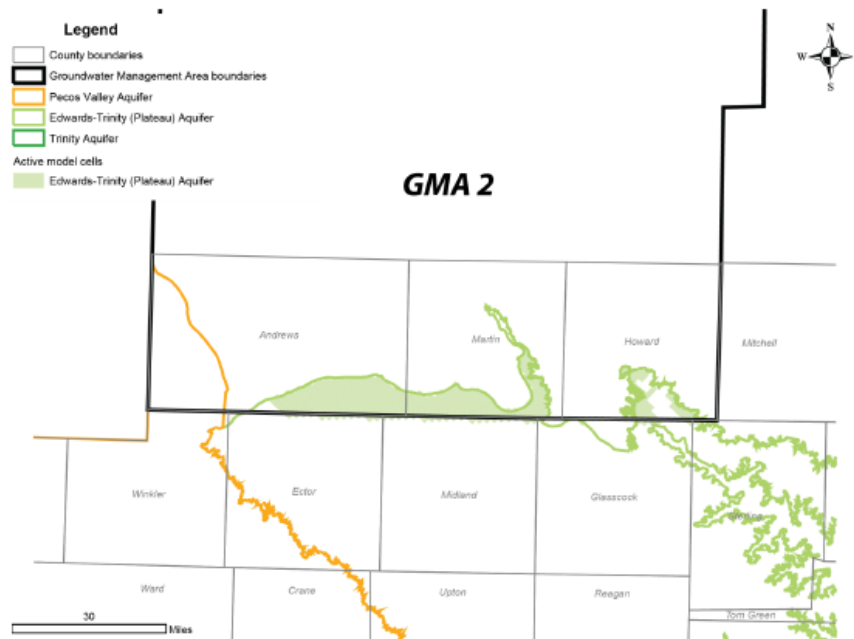 Legend
County boundaries
Groundwater Management Area boundaries
Pecos Valley Aquifer
Edwards-Trinity (Plateau) Aquifer
Trinity Aquifer
Active model cells
Edwards-Trinity (Plateau) Aquifer
N
W E
S
GMA 2
Andrews
Martin
Howard
Mitchell
Winkler
Ector
Midland
Glasscock
Sterling
Ward
Crane
Upton
Reagan
Tom Green
30
Miles